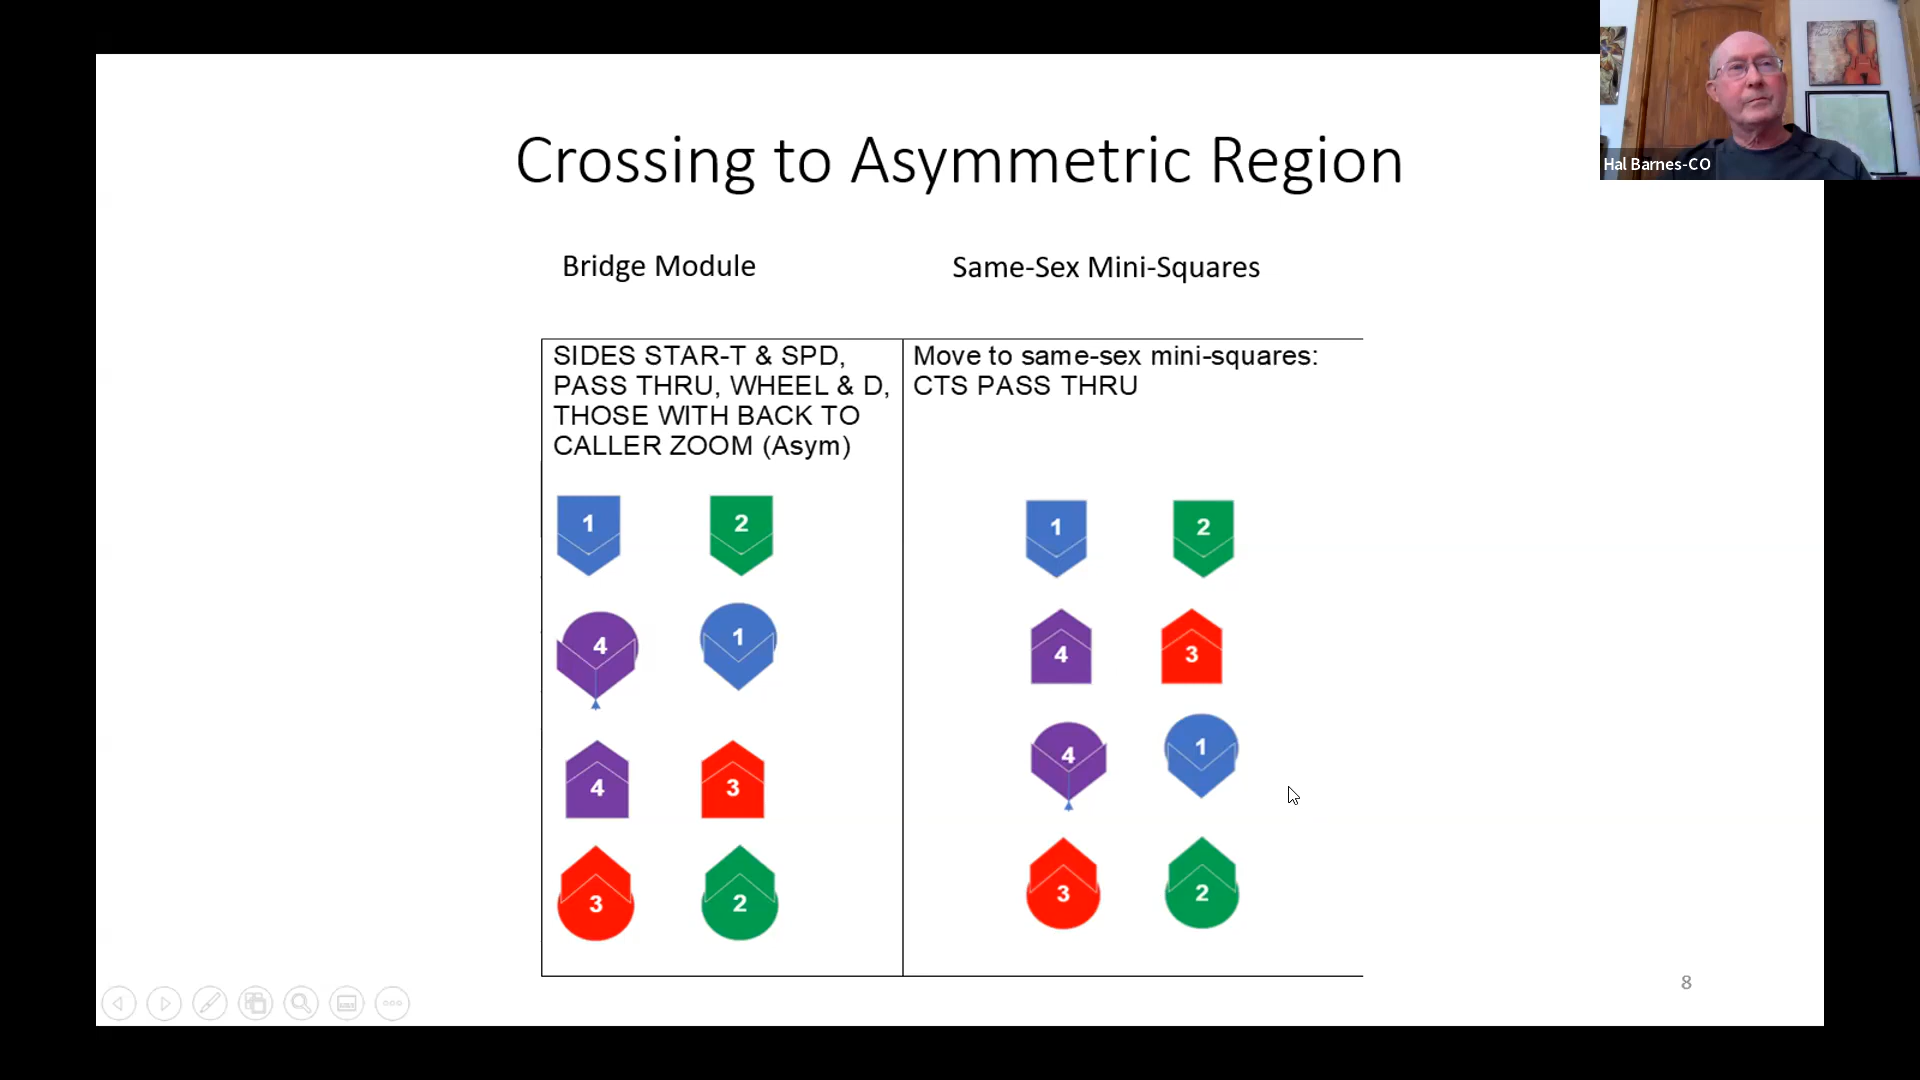 Crossing to Asymmetric Region
Hal Barnes-CO
Bridge Module
Same-Sex Mini-Squares
SIDES STAR-T & SPD,
PASS THRU, WHEEL & D,
THOSE WITH BACK TO
CALLER ZOOM (Asym)
Move to same-sex mini-squares:
CTS PASS THRU
1 2
4 1
4 3
3 2
1 2
4 3
4 1
3 2
8